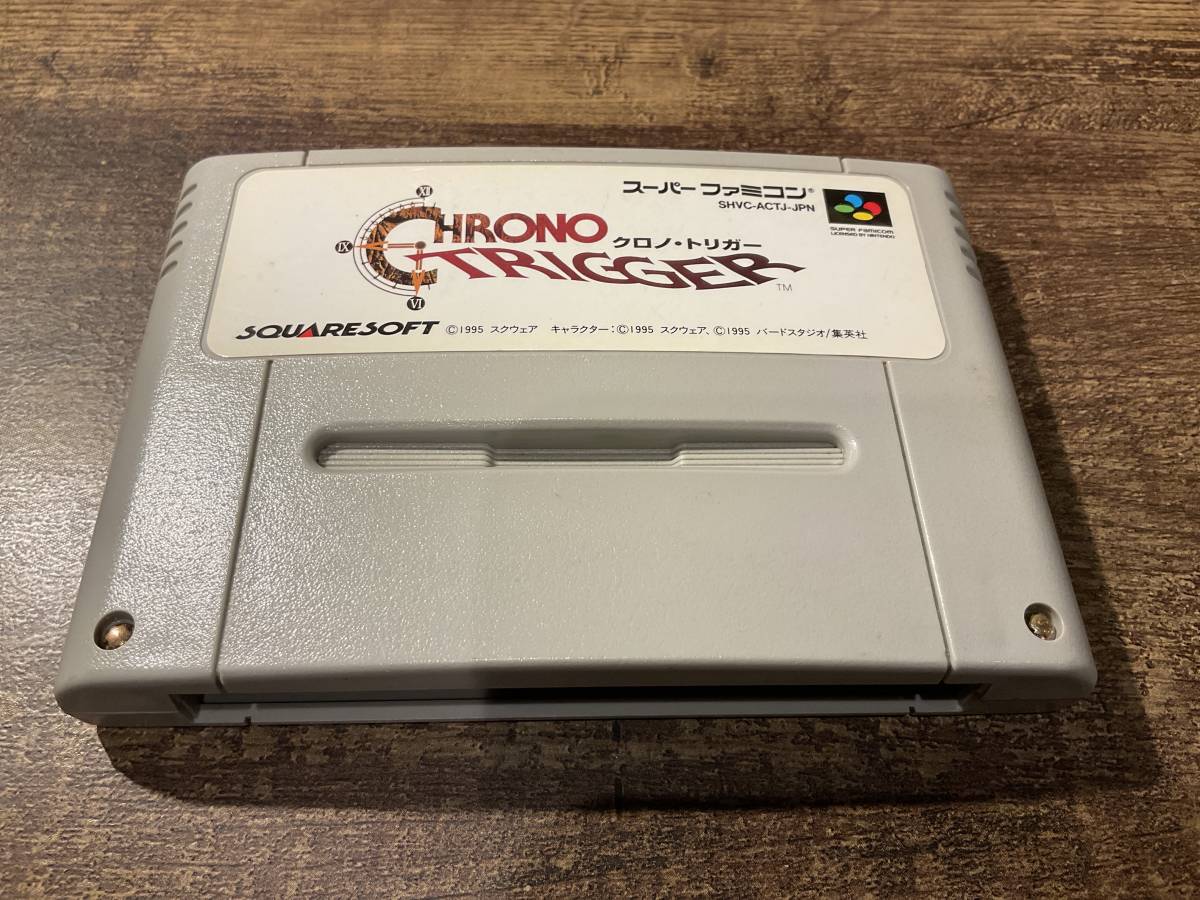 スーパーファミコン®
SHVC-ACTJ-JPN
SUPER FAMICOM
LICENSED BY NINTENDO
XII
IX
VI
CHRONO
クロノ・トリガー
TRIGGER
TM
SQUARESOFT ©1995 スクウェア キャラクター：©1995 スクウェア、©1995 バードスタジオ/集英社